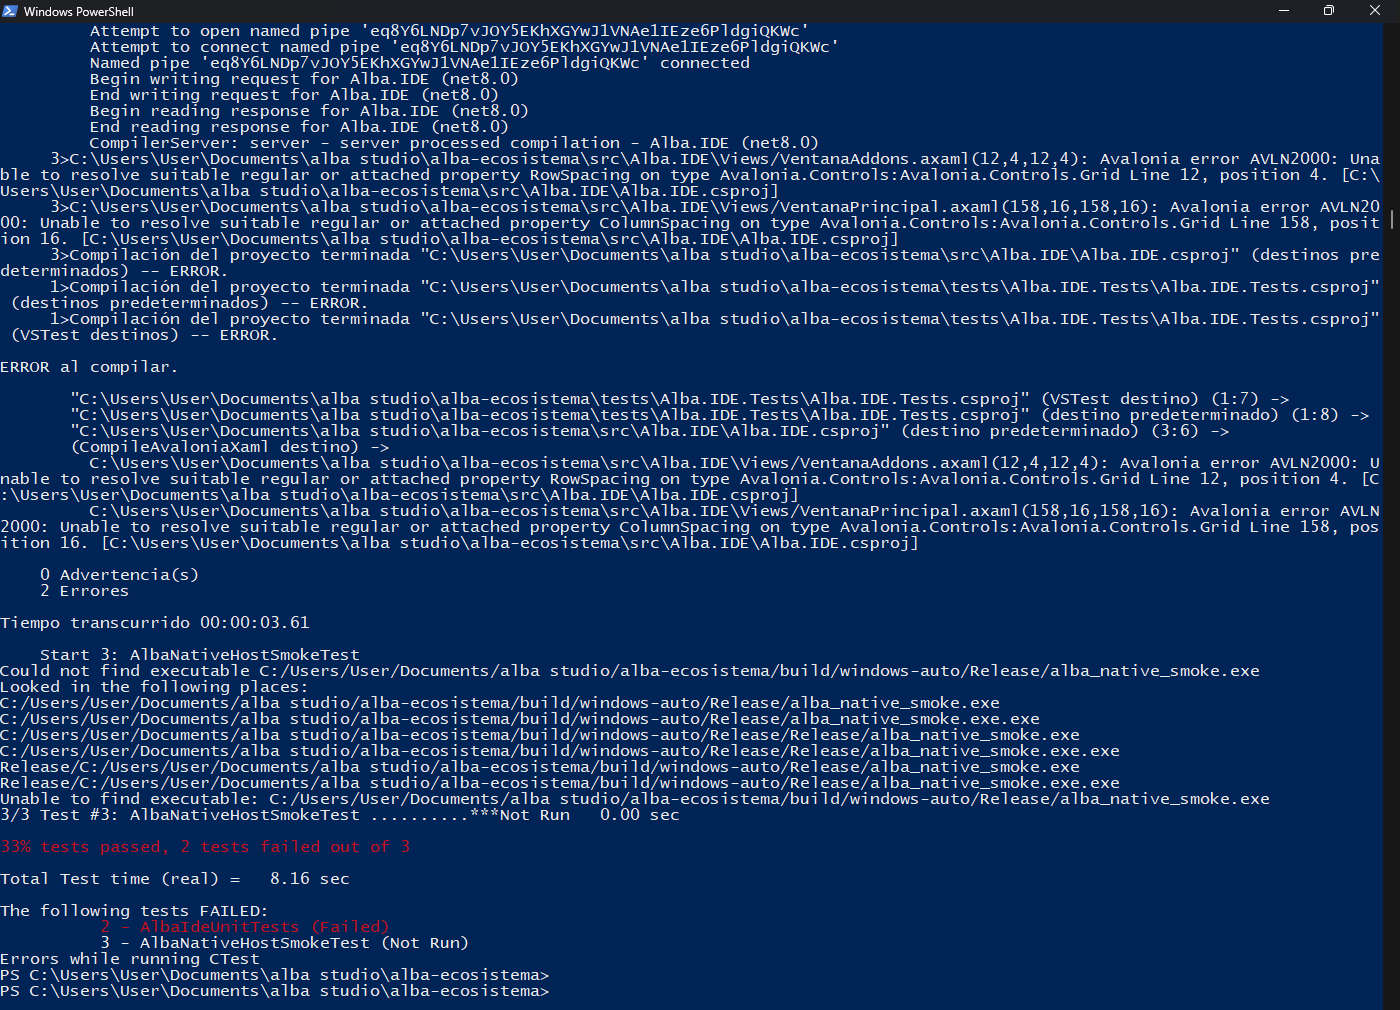 Windows PowerShell
Attempt to open named pipe 'eq8Y6LNDp7vJOY5EKhXGYwJ1VNAe1IEze6PldgiQKWc'
Attempt to connect named pipe 'eq8Y6LNDp7vJOY5EKhXGYwJ1VNAe1IEze6PldgiQKWc'
Named pipe 'eq8Y6LNDp7vJOY5EKhXGYwJ1VNAe1IEze6PldgiQKWc' connected
Begin writing request for Alba.IDE (net8.0)
End writing request for Alba.IDE (net8.0)
Begin reading response for Alba.IDE (net8.0)
End reading response for Alba.IDE (net8.0)
CompilerServer: server - server processed compilation - Alba.IDE (net8.0)
3>C:\Users\User\Documents\alba studio\alba-ecosistema\src\Alba.IDE\Views/VentanaAddons.axaml(12,4,12,4): Avalonia error AVLN2000: Una
ble to resolve suitable regular or attached property RowSpacing on type Avalonia.Controls:Avalonia.Controls.Grid Line 12, position 4. [C:\
Users\User\Documents\alba studio\alba-ecosistema\src\Alba.IDE\Alba.IDE.csproj]
3>C:\Users\User\Documents\alba studio\alba-ecosistema\src\Alba.IDE\Views/VentanaPrincipal.axaml(158,16,158,16): Avalonia error AVLN20
00: Unable to resolve suitable regular or attached property ColumnSpacing on type Avalonia.Controls:Avalonia.Controls.Grid Line 158, posit
ion 16. [C:\Users\User\Documents\alba studio\alba-ecosistema\src\Alba.IDE\Alba.IDE.csproj]
3>Compilación del proyecto terminada "C:\Users\User\Documents\alba studio\alba-ecosistema\src\Alba.IDE\Alba.IDE.csproj" (destinos pre
determinados) -- ERROR.
1>Compilación del proyecto terminada "C:\Users\User\Documents\alba studio\alba-ecosistema\tests\Alba.IDE.Tests\Alba.IDE.Tests.csproj"
(destinos predeterminados) -- ERROR.
1>Compilación del proyecto terminada "C:\Users\User\Documents\alba studio\alba-ecosistema\tests\Alba.IDE.Tests\Alba.IDE.Tests.csproj"
(VSTest destinos) -- ERROR.
ERROR al compilar.
"C:\Users\User\Documents\alba studio\alba-ecosistema\tests\Alba.IDE.Tests\Alba.IDE.Tests.csproj" (VSTest destino) (1:7) ->
"C:\Users\User\Documents\alba studio\alba-ecosistema\tests\Alba.IDE.Tests\Alba.IDE.Tests.csproj" (destino predeterminado) (1:8) ->
"C:\Users\User\Documents\alba studio\alba-ecosistema\src\Alba.IDE\Alba.IDE.csproj" (destino predeterminado) (3:6) ->
(CompileAvaloniaXaml destino) ->
C:\Users\User\Documents\alba studio\alba-ecosistema\src\Alba.IDE\Views/VentanaAddons.axaml(12,4,12,4): Avalonia error AVLN2000: U
nable to resolve suitable regular or attached property RowSpacing on type Avalonia.Controls:Avalonia.Controls.Grid Line 12, position 4. [C
:\Users\User\Documents\alba studio\alba-ecosistema\src\Alba.IDE\Alba.IDE.csproj]
C:\Users\User\Documents\alba studio\alba-ecosistema\src\Alba.IDE\Views/VentanaPrincipal.axaml(158,16,158,16): Avalonia error AVLN
2000: Unable to resolve suitable regular or attached property ColumnSpacing on type Avalonia.Controls:Avalonia.Controls.Grid Line 158, pos
ition 16. [C:\Users\User\Documents\alba studio\alba-ecosistema\src\Alba.IDE\Alba.IDE.csproj]
0 Advertencia(s)
2 Errores
Tiempo transcurrido 00:00:03.61
Start 3: AlbaNativeHostSmokeTest
Could not find executable C:/Users/User/Documents/alba studio/alba-ecosistema/build/windows-auto/Release/alba_native_smoke.exe
Looked in the following places:
C:/Users/User/Documents/alba studio/alba-ecosistema/build/windows-auto/Release/alba_native_smoke.exe
C:/Users/User/Documents/alba studio/alba-ecosistema/build/windows-auto/Release/alba_native_smoke.exe.exe
C:/Users/User/Documents/alba studio/alba-ecosistema/build/windows-auto/Release/Release/alba_native_smoke.exe
C:/Users/User/Documents/alba studio/alba-ecosistema/build/windows-auto/Release/Release/alba_native_smoke.exe.exe
Release/C:/Users/User/Documents/alba studio/alba-ecosistema/build/windows-auto/Release/alba_native_smoke.exe
Release/C:/Users/User/Documents/alba studio/alba-ecosistema/build/windows-auto/Release/alba_native_smoke.exe.exe
Unable to find executable: C:/Users/User/Documents/alba studio/alba-ecosistema/build/windows-auto/Release/alba_native_smoke.exe
3/3 Test #3: AlbaNativeHostSmokeTest ..........***Not Run   0.00 sec
33% tests passed, 2 tests failed out of 3
Total Test time (real) =   8.16 sec
The following tests FAILED:
2 - AlbaIdeUnitTests (Failed)
3 - AlbaNativeHostSmokeTest (Not Run)
Errors while running CTest
PS C:\Users\User\Documents\alba studio\alba-ecosistema>
PS C:\Users\User\Documents\alba studio\alba-ecosistema>